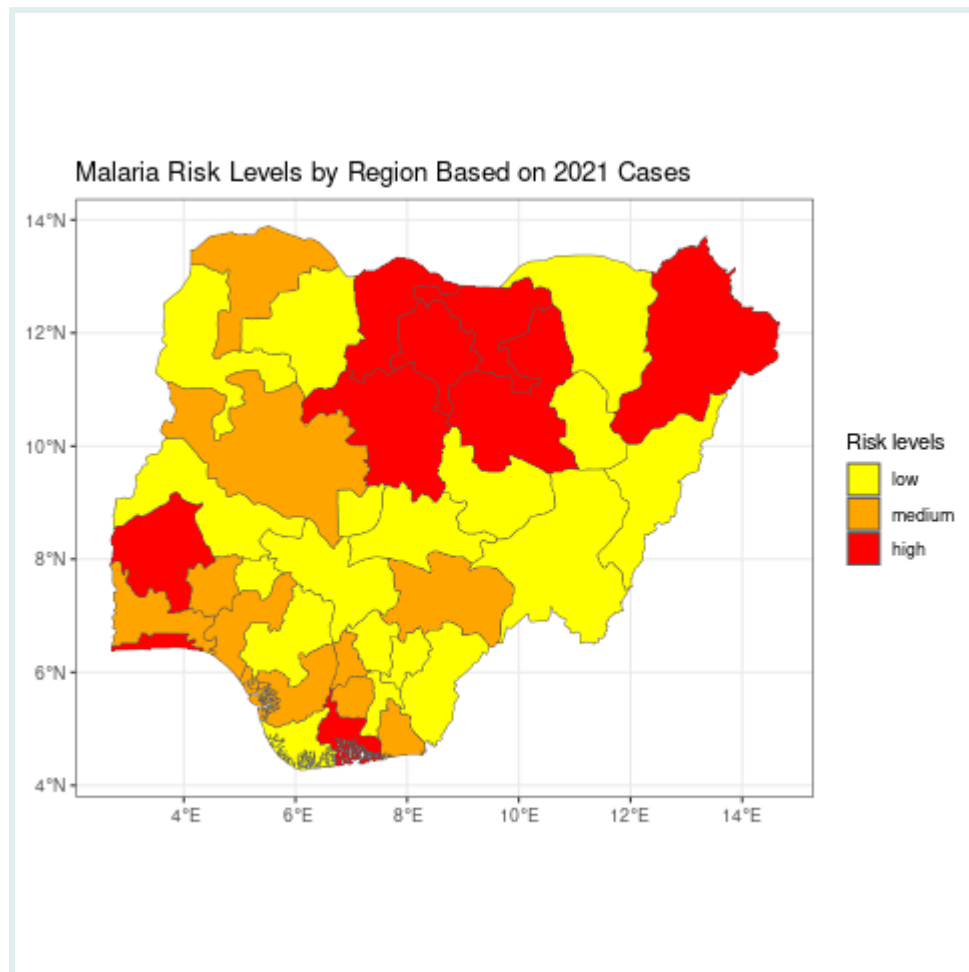 Malaria Risk Levels by Region Based on 2021 Cases
14°N
12°N
10°N
8°N
6°N
4°N
4°E 6°E 8°E 10°E 12°E 14°E
Risk levels
low
medium
high